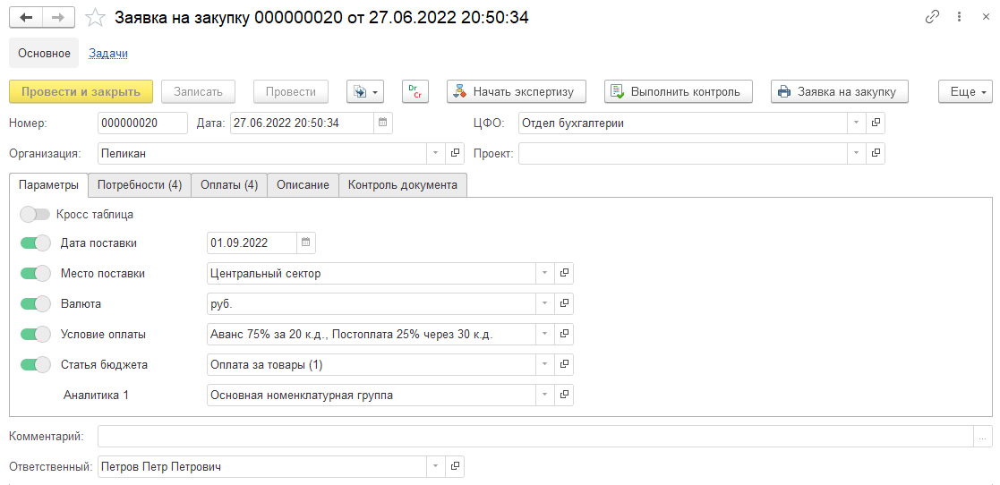 Заявка на закупку 000000020 от 27.06.2022 20:50:34
Основное Задачи
Провести и закрыть Записать Провести Dr Cr Начать экспертизу Выполнить контроль Заявка на закупку Еще
Номер: 000000020 Дата: 27.06.2022 20:50:34 ЦФО: Отдел бухгалтерии
Организация: Пеликан Проект:
Параметры Потребности (4) Оплаты (4) Описание Контроль документа
Кросс таблица
Дата поставки 01.09.2022
Место поставки Центральный сектор
Валюта руб.
Условие оплаты Аванс 75% за 20 к.д., Постоплата 25% через 30 к.д.
Статья бюджета Оплата за товары (1)
Аналитика 1 Основная номенклатурная группа
Комментарий: ...
Ответственный: Петров Петр Петрович